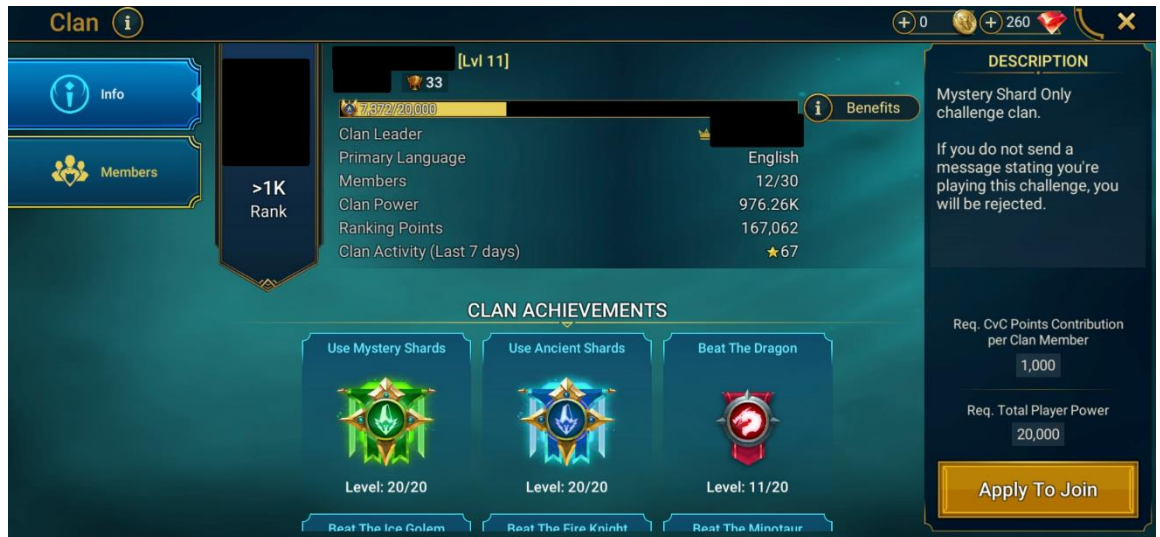 Clan i
+ 0 + 260 X
Info
Members
>1K
Rank
[Lvl 11]
33
7,372/20,000
i Benefits
Clan Leader
Primary Language English
Members 12/30
Clan Power 976.26K
Ranking Points 167,062
Clan Activity (Last 7 days) ★67
CLAN ACHIEVEMENTS
Use Mystery Shards
Level: 20/20
Use Ancient Shards
Level: 20/20
Beat The Dragon
Level: 11/20
Beat The Ice Golem
Beat The Fire Knight
Beat The Minotaur
DESCRIPTION
Mystery Shard Only
challenge clan.
If you do not send a
message stating you're
playing this challenge, you
will be rejected.
Req. CvC Points Contribution
per Clan Member
1,000
Req. Total Player Power
20,000
Apply To Join